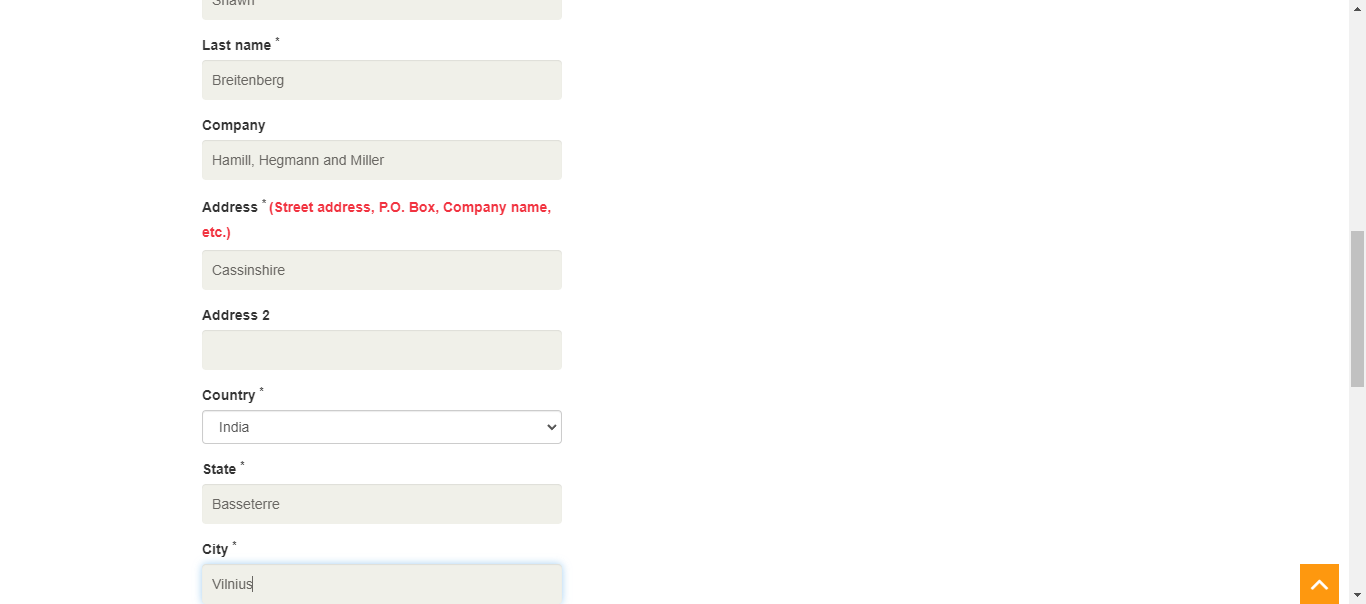 Shawn
Last name *
Breitenberg
Company
Hamill, Hegmann and Miller
Address * (Street address, P.O. Box, Company name,
etc.)
Cassinshire
Address 2
Country *
India
State *
Basseterre
City *
Vilnius